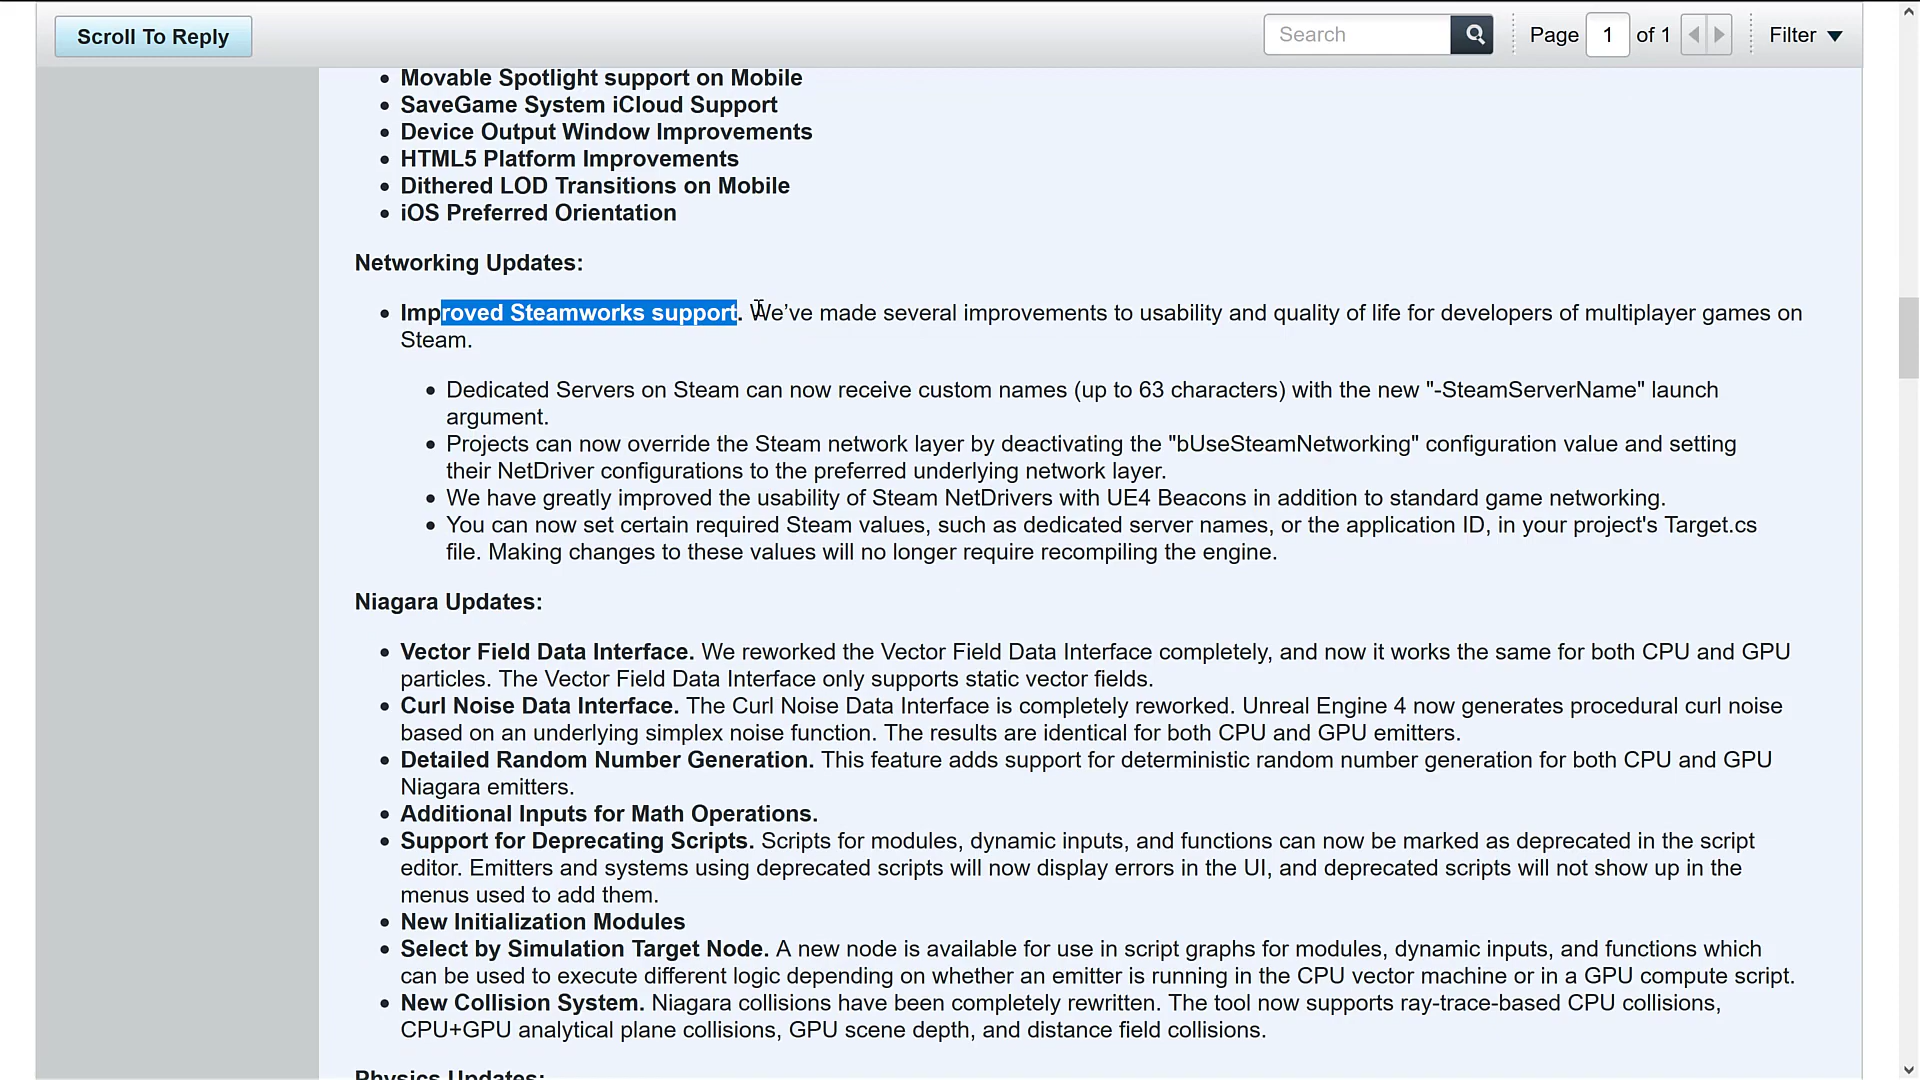 Scroll To Reply
Search
Page 1 of 1
Filter
Movable Spotlight support on Mobile
SaveGame System iCloud Support
Device Output Window Improvements
HTML5 Platform Improvements
Dithered LOD Transitions on Mobile
iOS Preferred Orientation
Networking Updates:
Improved Steamworks support. We’ve made several improvements to usability and quality of life for developers of multiplayer games on
Steam.
Dedicated Servers on Steam can now receive custom names (up to 63 characters) with the new "-SteamServerName" launch
argument.
Projects can now override the Steam network layer by deactivating the "bUseSteamNetworking" configuration value and setting
their NetDriver configurations to the preferred underlying network layer.
We have greatly improved the usability of Steam NetDrivers with UE4 Beacons in addition to standard game networking.
You can now set certain required Steam values, such as dedicated server names, or the application ID, in your project's Target.cs
file. Making changes to these values will no longer require recompiling the engine.
Niagara Updates:
Vector Field Data Interface. We reworked the Vector Field Data Interface completely, and now it works the same for both CPU and GPU
particles. The Vector Field Data Interface only supports static vector fields.
Curl Noise Data Interface. The Curl Noise Data Interface is completely reworked. Unreal Engine 4 now generates procedural curl noise
based on an underlying simplex noise function. The results are identical for both CPU and GPU emitters.
Detailed Random Number Generation. This feature adds support for deterministic random number generation for both CPU and GPU
Niagara emitters.
Additional Inputs for Math Operations.
Support for Deprecating Scripts. Scripts for modules, dynamic inputs, and functions can now be marked as deprecated in the script
editor. Emitters and systems using deprecated scripts will now display errors in the UI, and deprecated scripts will not show up in the
menus used to add them.
New Initialization Modules
Select by Simulation Target Node. A new node is available for use in script graphs for modules, dynamic inputs, and functions which
can be used to execute different logic depending on whether an emitter is running in the CPU vector machine or in a GPU compute script.
New Collision System. Niagara collisions have been completely rewritten. The tool now supports ray-trace-based CPU collisions,
CPU+GPU analytical plane collisions, GPU scene depth, and distance field collisions.
Physics Updates: